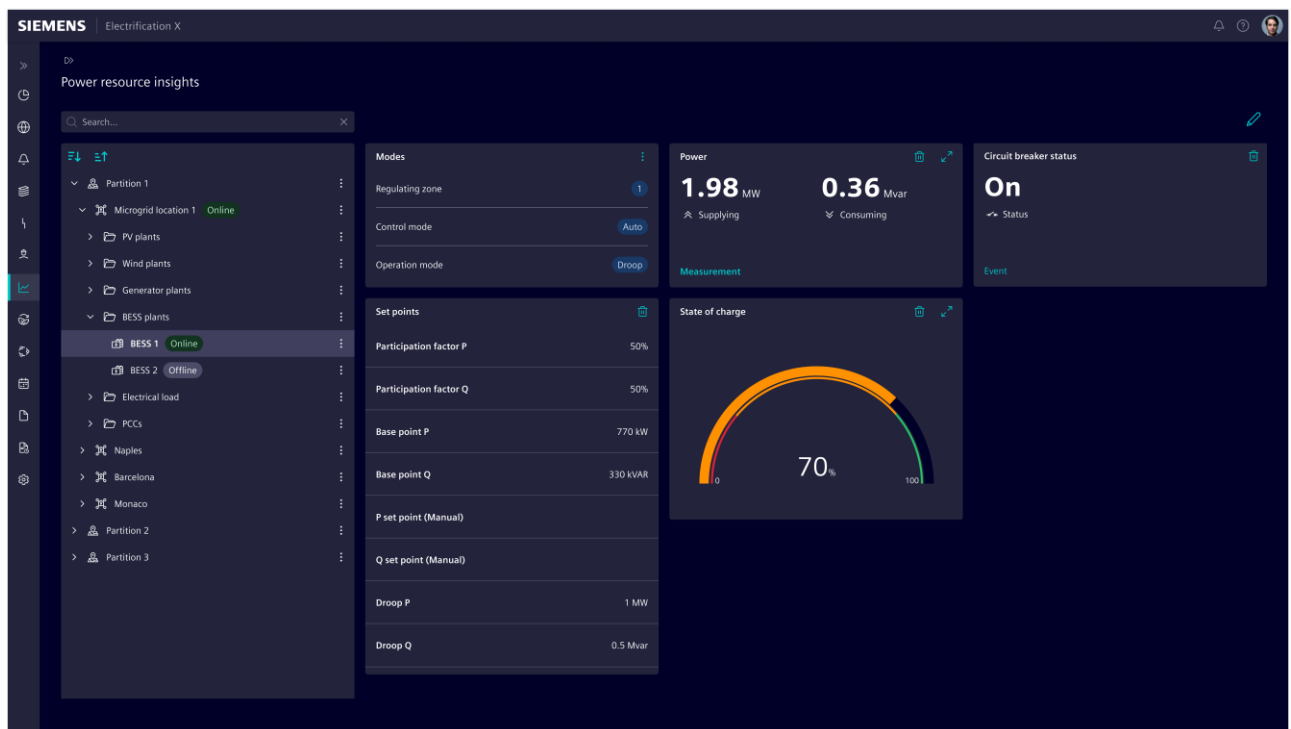 SIEMENS Electrification X
Power resource insights
Search...
Partition 1
Microgrid location 1 Online
PV plants
Wind plants
Generator plants
BESS plants
BESS 1 Online
BESS 2 Offline
Electrical load
PCCs
Naples
Barcelona
Monaco
Partition 2
Partition 3
Modes
Regulating zone 1
Control mode Auto
Operation mode Droop
Set points
Participation factor P 50%
Participation factor Q 50%
Base point P 770 kW
Base point Q 330 kVAR
P set point (Manual)
Q set point (Manual)
Droop P 1 MW
Droop Q 0.5 Mvar
Power
1.98 MW 0.36 Mvar
Supplying Consuming
Measurement
State of charge
70%
0 100
Circuit breaker status
On
Status
Event